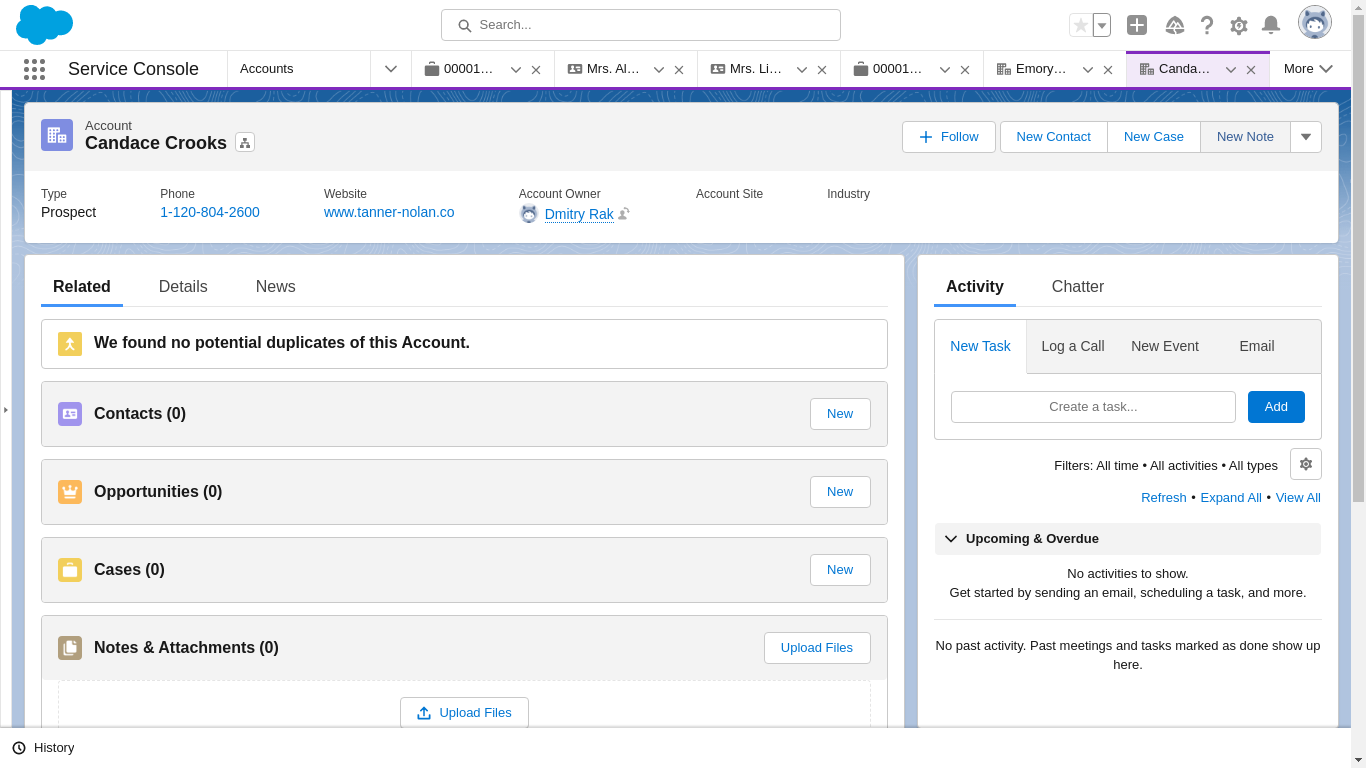 Search...
Service Console
Accounts
00001…
Mrs. Al…
Mrs. Li…
00001…
Emory…
Canda…
More
Account
Candace Crooks
Follow
New Contact
New Case
New Note
Type
Phone
Website
Account Owner
Account Site
Industry
Prospect
1-120-804-2600
www.tanner-nolan.co
Dmitry Rak
Related
Details
News
We found no potential duplicates of this Account.
Contacts (0)
New
Opportunities (0)
New
Cases (0)
New
Notes & Attachments (0)
Upload Files
Upload Files
Activity
Chatter
New Task
Log a Call
New Event
Email
Create a task...
Add
Filters: All time • All activities • All types
Refresh • Expand All • View All
Upcoming & Overdue
No activities to show.
Get started by sending an email, scheduling a task, and more.
No past activity. Past meetings and tasks marked as done show up
here.
History